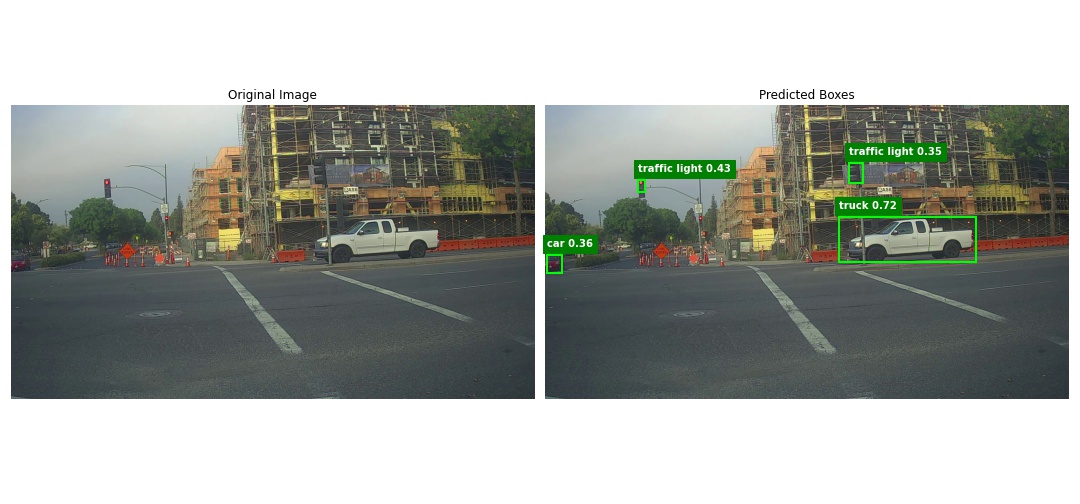 Original Image
Predicted Boxes
traffic light 0.35
traffic light 0.43
truck 0.72
car 0.36